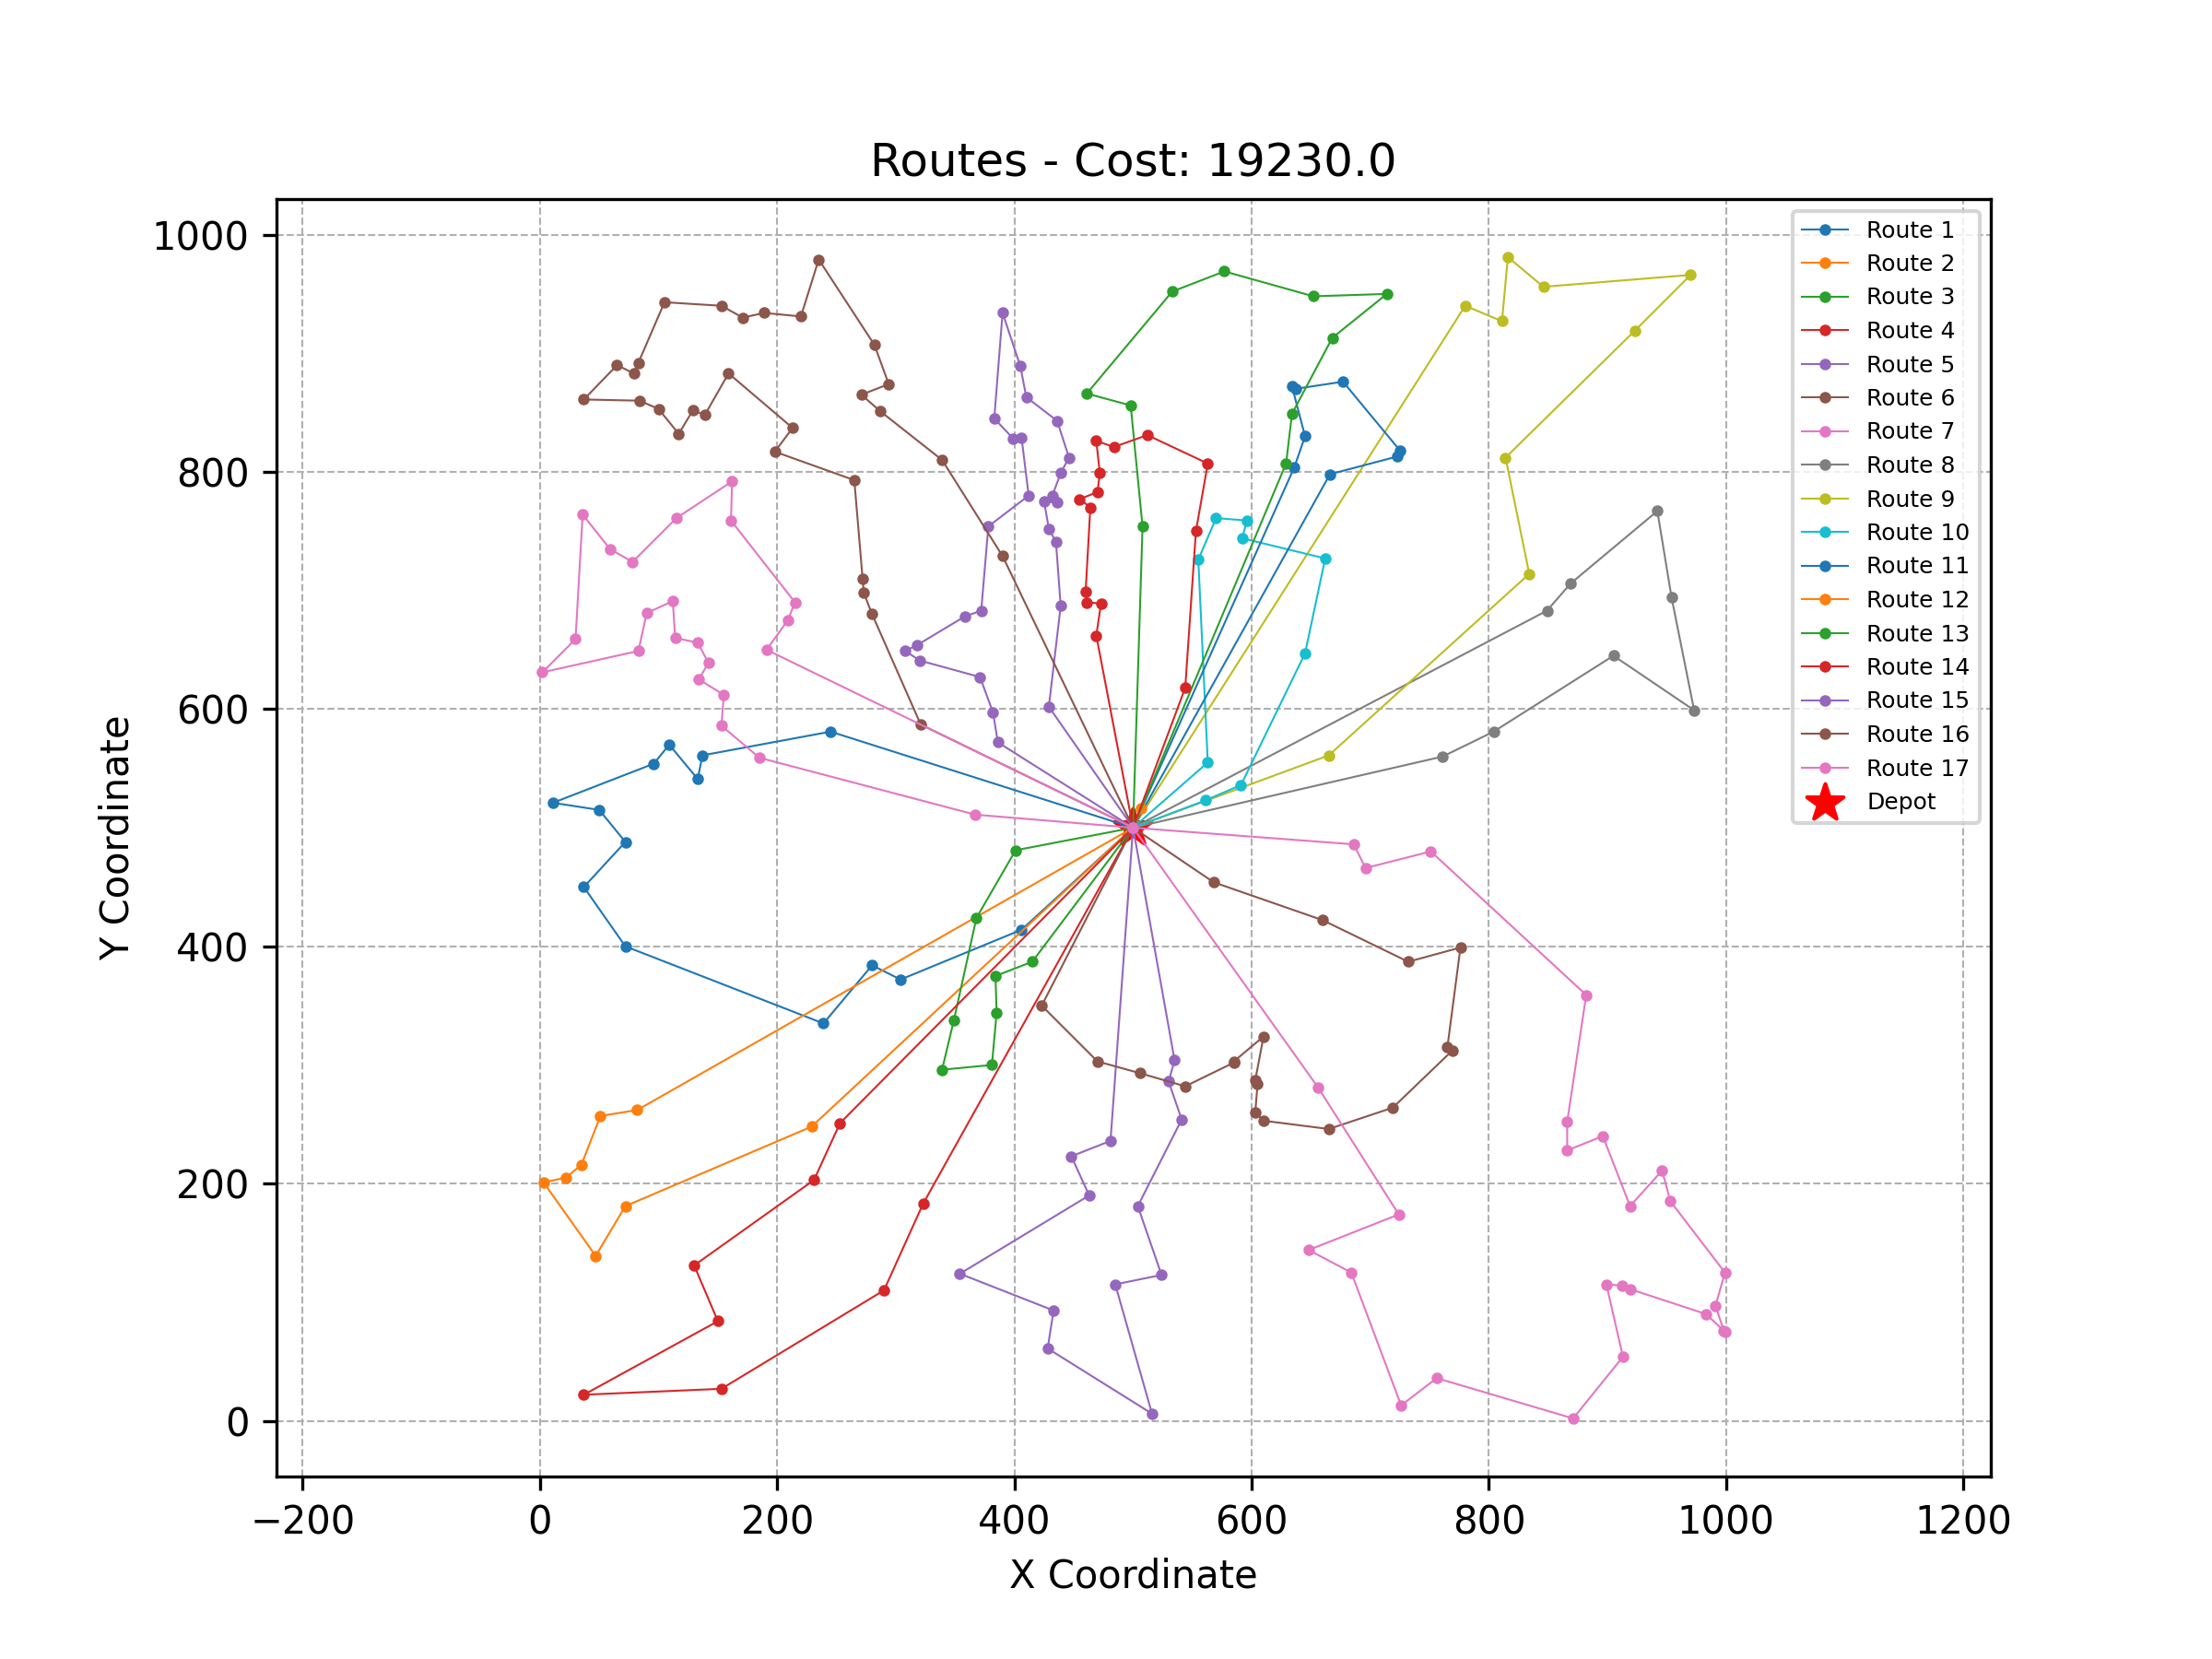 Routes - Cost: 19230.0
1000
800
600
400
200
0
Y Coordinate
−200
0
200
400
600
800
1000
1200
X Coordinate
Route 1
Route 2
Route 3
Route 4
Route 5
Route 6
Route 7
Route 8
Route 9
Route 10
Route 11
Route 12
Route 13
Route 14
Route 15
Route 16
Route 17
Depot